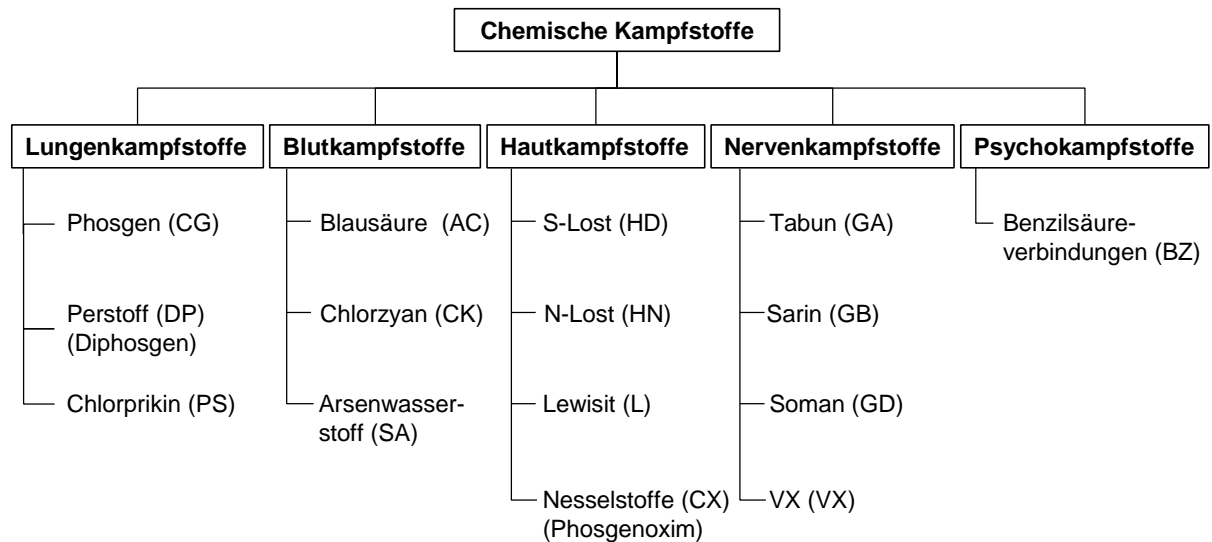 Chemische Kampfstoffe
Lungenkampfstoffe
Blutkampfstoffe
Hautkampfstoffe
Nervenkampfstoffe
Psychokampfstoffe
Phosgen (CG)
Perstoff (DP)
(Diphosgen)
Chlorprikin (PS)
Blausäure (AC)
Chlorzyan (CK)
Arsenwasser-
stoff (SA)
S-Lost (HD)
N-Lost (HN)
Lewisit (L)
Nesselstoffe (CX)
(Phosgenoxim)
Tabun (GA)
Sarin (GB)
Soman (GD)
VX (VX)
Benzilsäure-
verbindungen (BZ)